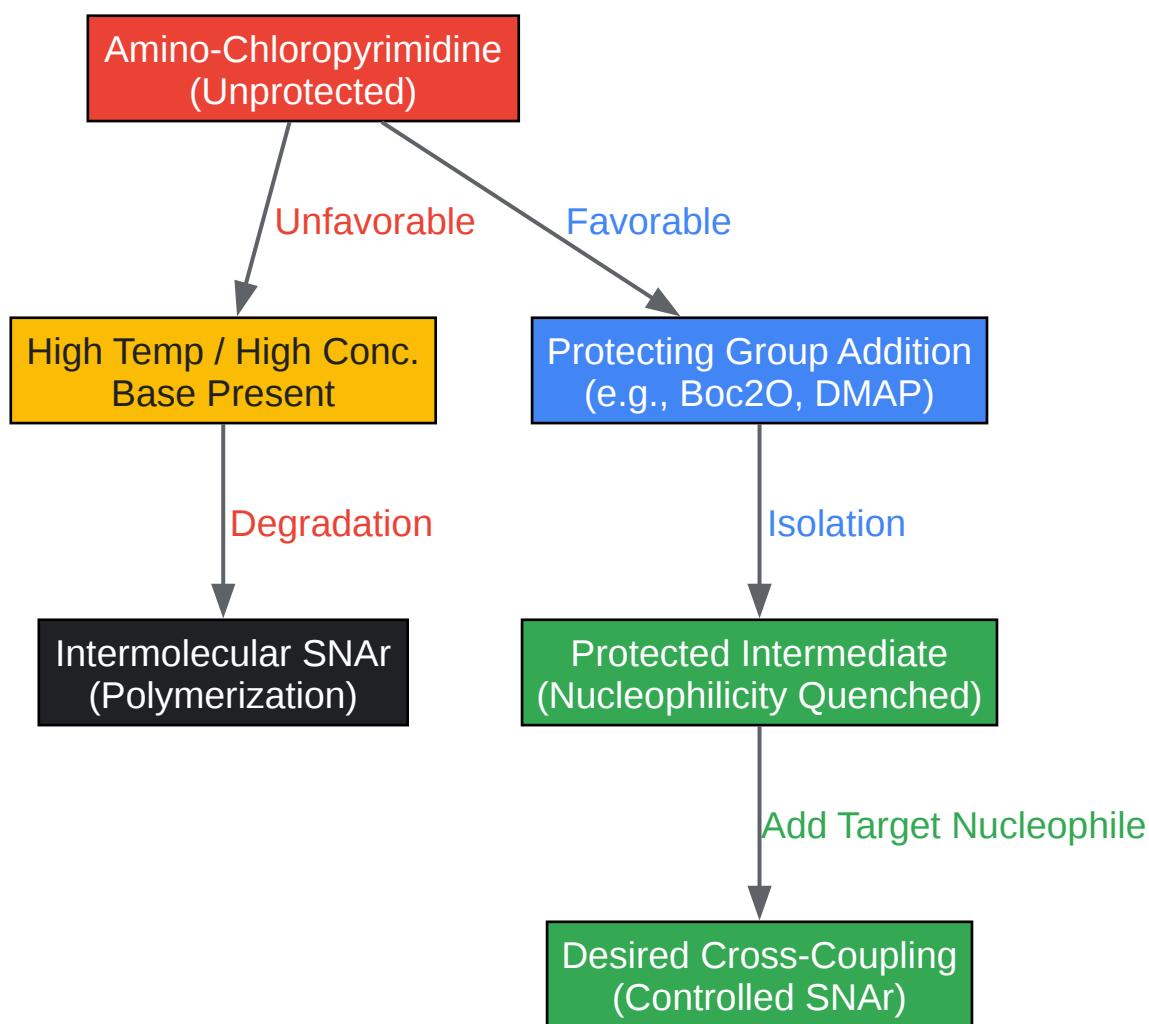 Amino-Chloropyrimidine
(Unprotected)
Unfavorable
Favorable
High Temp / High Conc.
Base Present
Protecting Group Addition
(e.g., Boc2O, DMAP)
Degradation
Isolation
Intermolecular SNAr
(Polymerization)
Protected Intermediate
(Nucleophilicity Quenched)
Add Target Nucleophile
Desired Cross-Coupling
(Controlled SNAr)